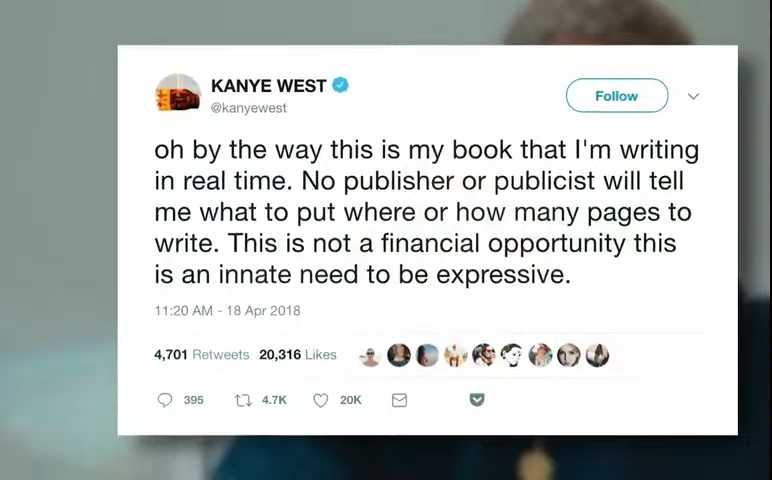 KANYE WEST
@kanyewest
Follow
oh by the way this is my book that I'm writing
in real time. No publisher or publicist will tell
me what to put where or how many pages to
write. This is not a financial opportunity this
is an innate need to be expressive.
11:20 AM - 18 Apr 2018
4,701 Retweets 20,316 Likes
395 4.7K 20K